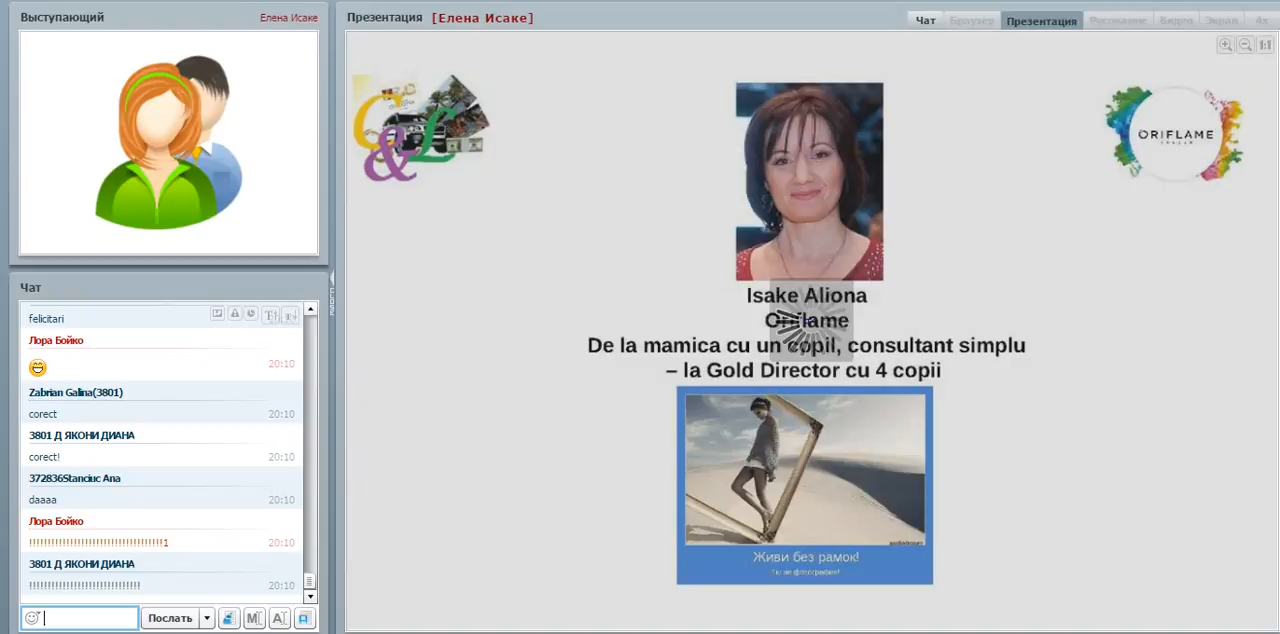 Выступающий
Елена Исаке
Чат
felicitari
Лора Бойко
20:10
Zabrian Galina(3801)
corect
20:10
3801 Д ЯКОНИ ДИАНА
corect!
20:10
372836Stanciuc Ana
daaaa
20:10
Лора Бойко
!!!!!!!!!!!!!!!!!!!!!!!!!!!!!!!!!!1
20:10
3801 Д ЯКОНИ ДИАНА
!!!!!!!!!!!!!!!!!!!!!!!!!!!!
20:10
Послать
Презентация [Елена Исаке]
Чат Браузер Презентация Рисование Видео Экран 4x
C&L
ORIFLAME
Isake Aliona
Oriflame
De la mamica cu un copil, consultant simplu
– la Gold Director cu 4 copii
Живи без рамок!